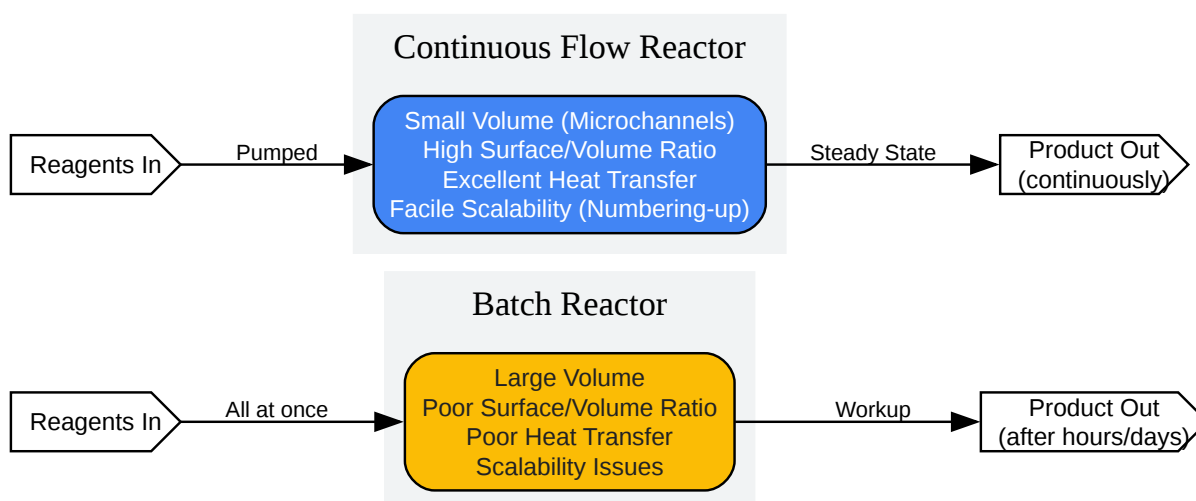 Continuous Flow Reactor
Reagents In
Pumped
Small Volume (Microchannels)
High Surface/Volume Ratio
Excellent Heat Transfer
Facile Scalability (Numbering-up)
Steady State
Product Out
(continuously)
Batch Reactor
Reagents In
All at once
Large Volume
Poor Surface/Volume Ratio
Poor Heat Transfer
Scalability Issues
Workup
Product Out
(after hours/days)